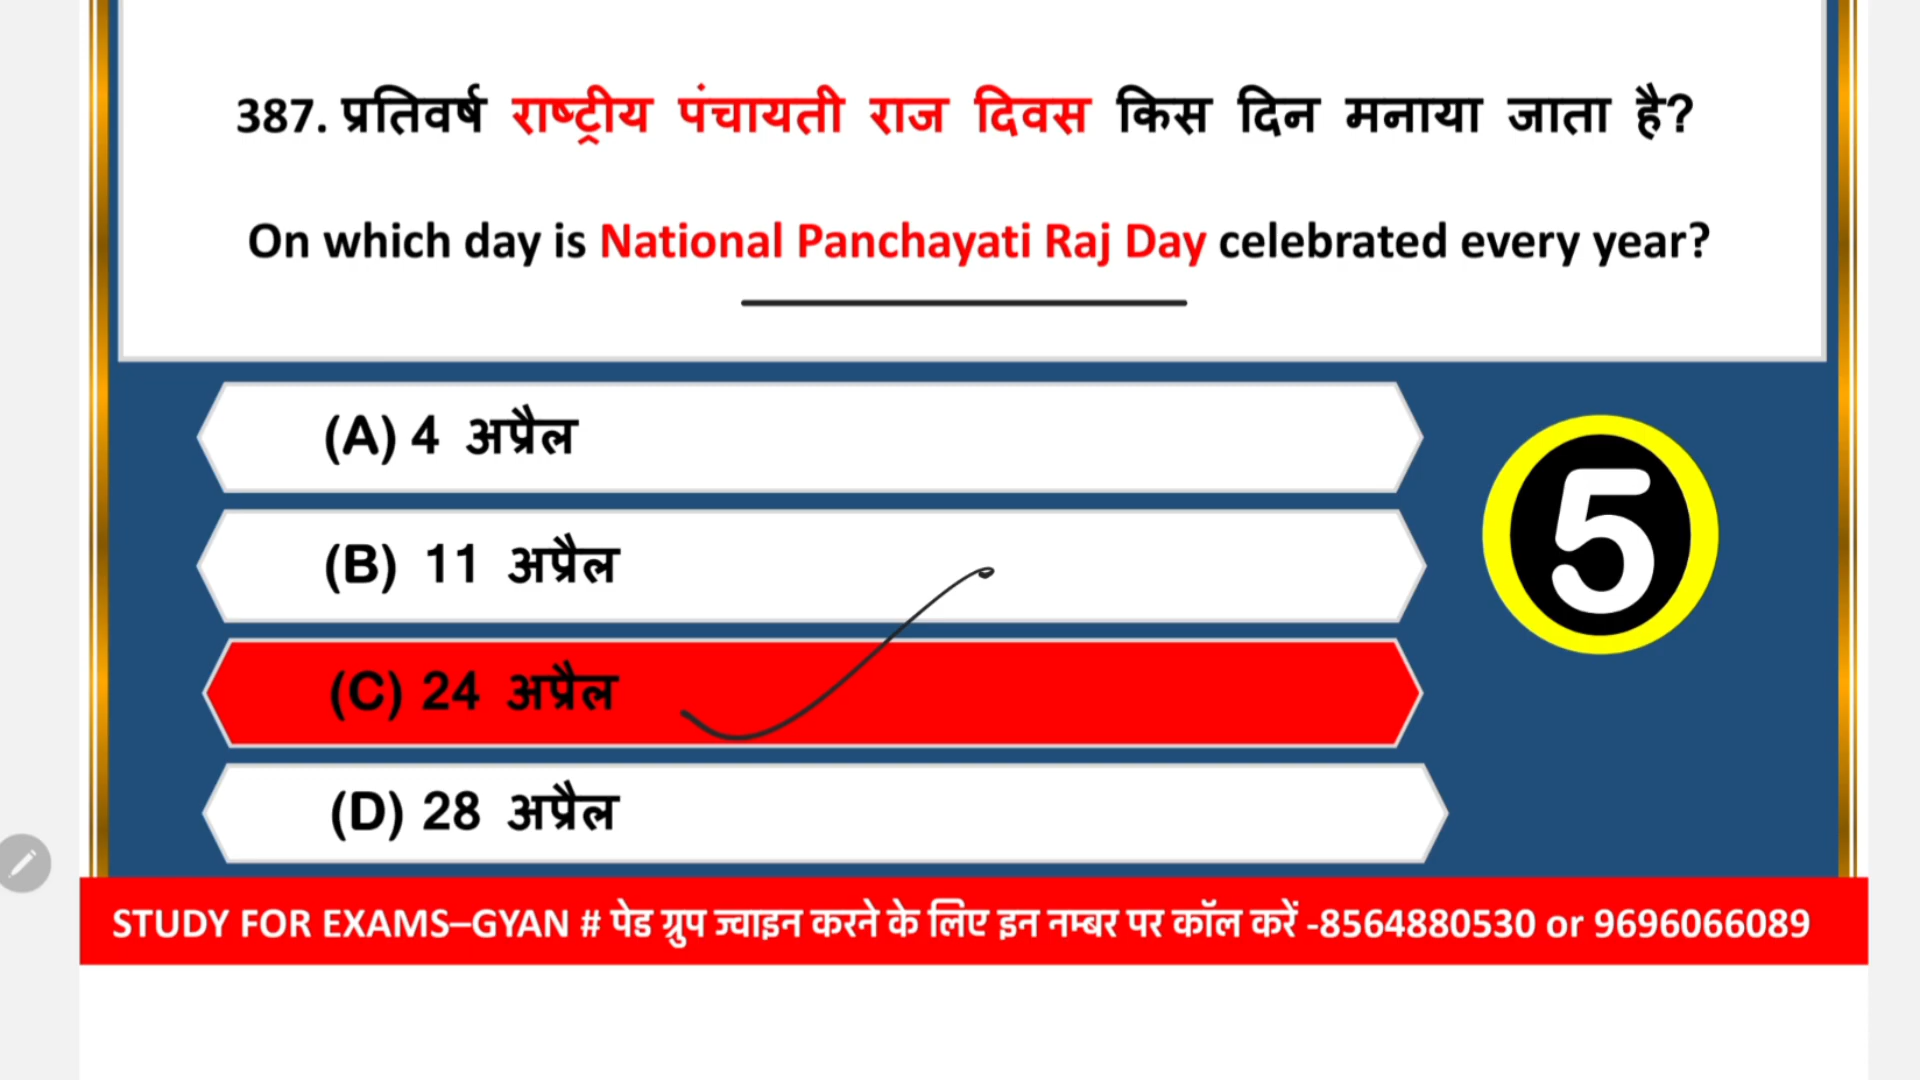 387. प्रतिवर्ष राष्ट्रीय पंचायती राज दिवस किस दिन मनाया जाता है?
On which day is National Panchayati Raj Day celebrated every year?
(A) 4 अप्रैल
(B) 11 अप्रैल
5
(C) 24 अप्रैल
(D) 28 अप्रैल
STUDY FOR EXAMS–GYAN # पेड ग्रुप ज्वाइन करने के लिए इन नम्बर पर कॉल करें -8564880530 or 9696066089